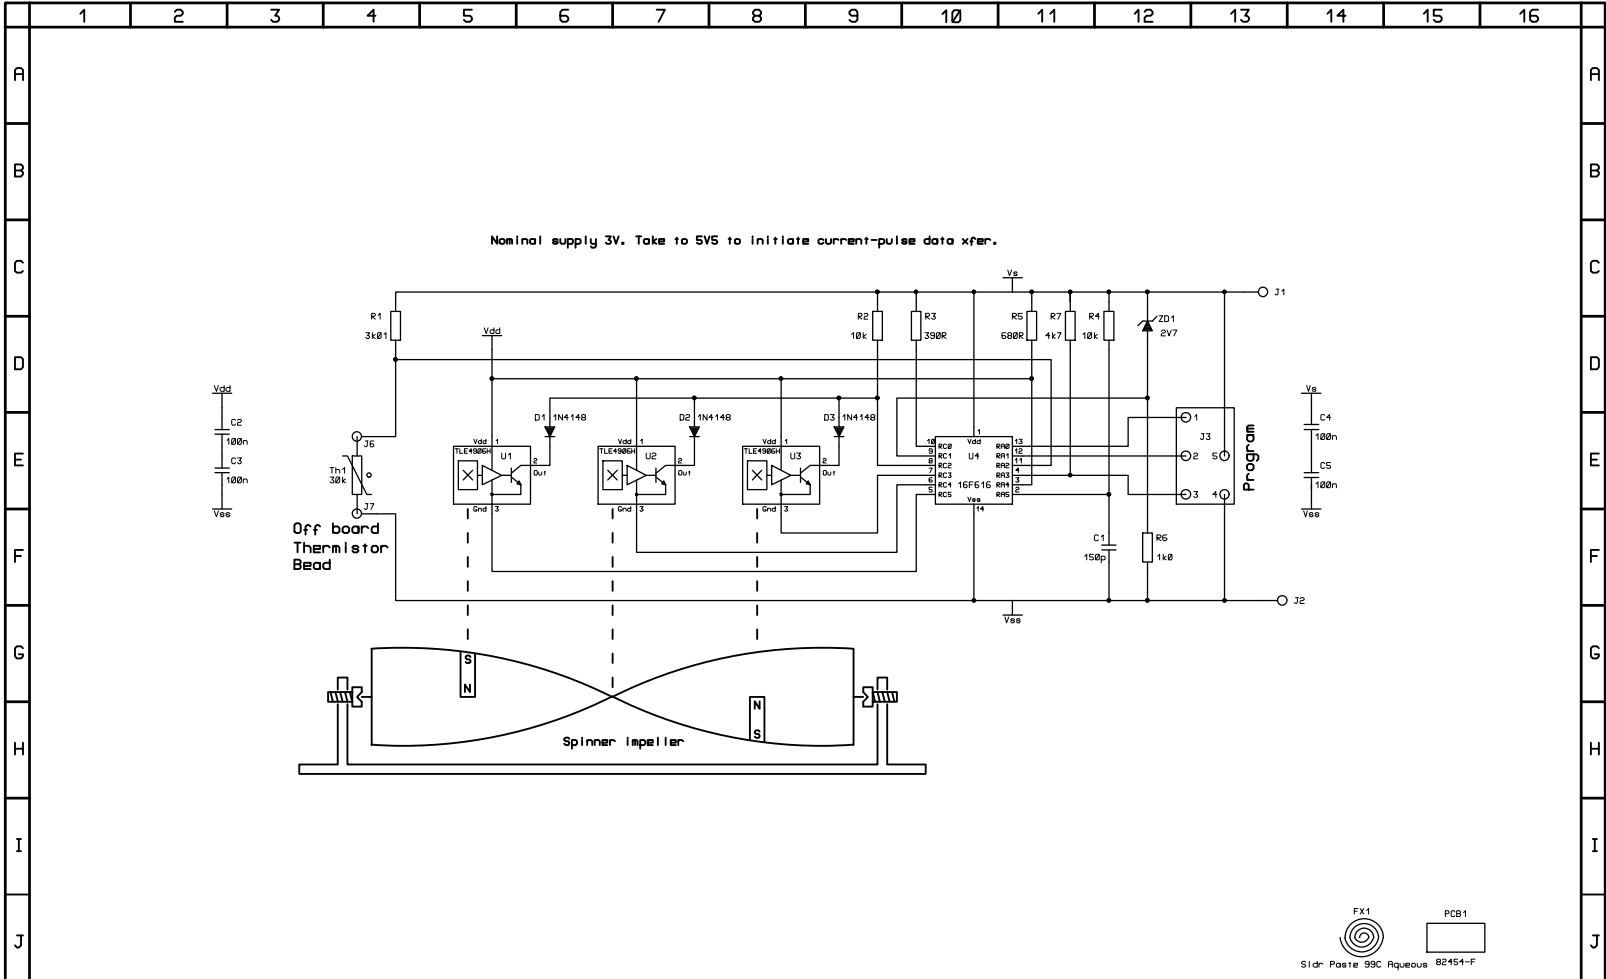 1 2 3 4 5 6 7 8 9 10 11 12 13 14 15 16
A A
B B
Nominal supply 3V. Take to 5V5 to initiate current-pulse data xfer.
C C
Vs
J1
R1
3k01
Vdd
R2
10k
R3
390R
R5
680R
R7
4k7
R4
10k
ZD1
2V7
D D
Vdd
C2
100n
C3
100n
Vss
J6
Th1
30k
J7
Off board
Thermistor
Bead
D1 1N4148
D2 1N4148
D3 1N4148
E E
Vdd 1
TLE4906H
U1
2
Out
Gnd 3
Vdd 1
TLE4906H
U2
2
Out
Gnd 3
Vdd 1
TLE4906H
U3
2
Out
Gnd 3
1
Vdd
10 RC0 RA0 13
9 RC1 RA1 12
8 RC2 U4 RA2 11
7 RC3 RA3 4
6 RC4 16F616 RA4 3
5 RC5 RA5 2
Vss
14
1
J3
2 5
3 4
Program
Vs
C4
100n
C5
100n
Vss
F F
C1
150p
R6
1k0
J2
Vss
G G
S
N
N
S
H H
Spinner impeller
I I
J J
FX1
Sldr Paste 99C Aqueous
PCB1
82454-F